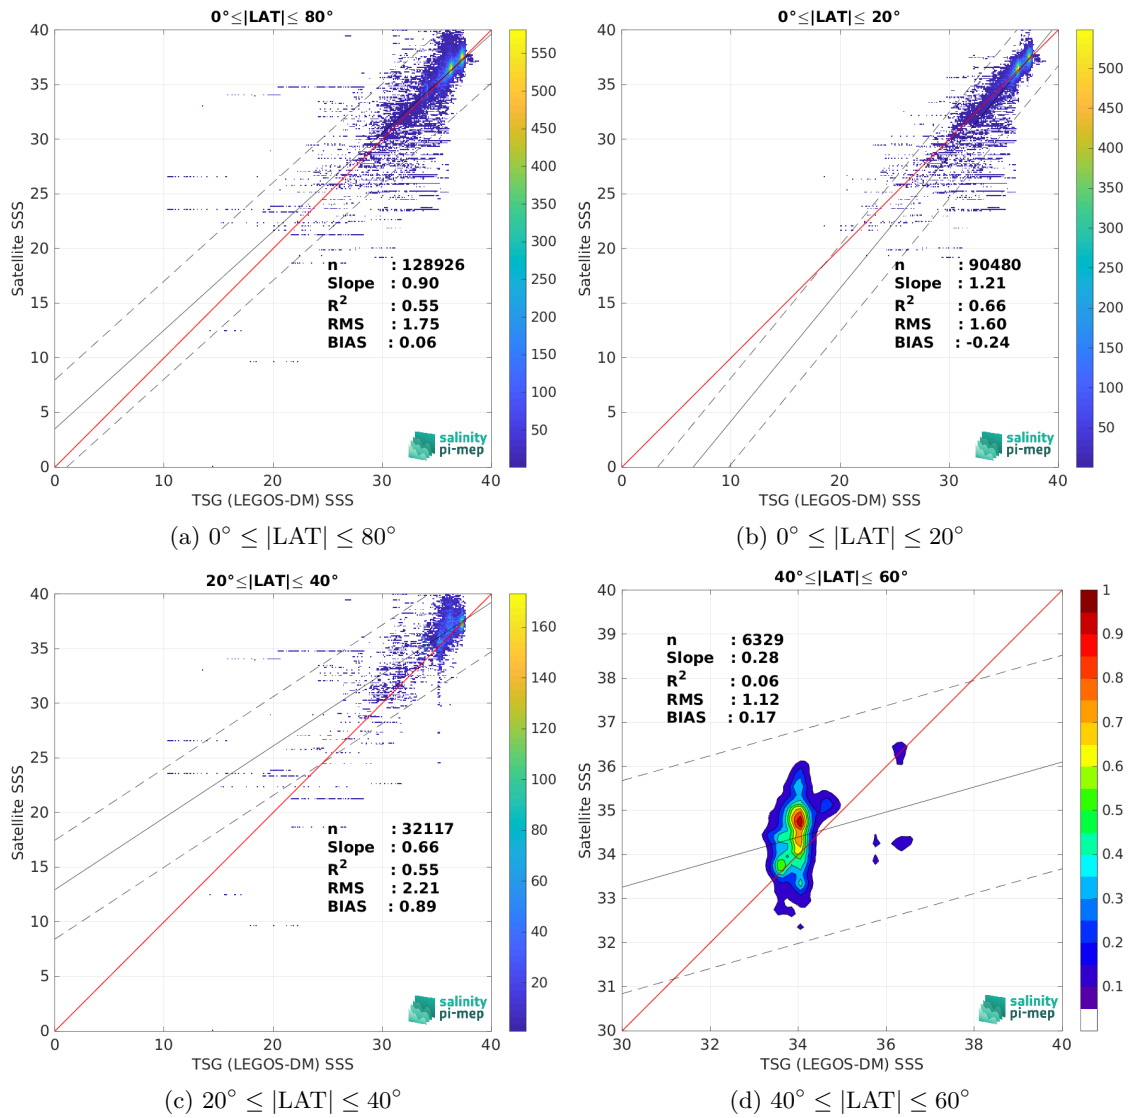 0°≤|LAT|≤ 80°
40
35
30
25
20
15
10
5
0
Satellite SSS
n : 128926
Slope : 0.90
R² : 0.55
RMS : 1.75
BIAS : 0.06
salinity
pi-mep
0 10 20 30 40
TSG (LEGOS-DM) SSS
550
500
450
400
350
300
250
200
150
100
50
(a) 0° ≤ |LAT| ≤ 80°
0°≤|LAT|≤ 20°
40
35
30
25
20
15
10
5
0
Satellite SSS
n : 90480
Slope : 1.21
R² : 0.66
RMS : 1.60
BIAS : -0.24
salinity
pi-mep
0 10 20 30 40
TSG (LEGOS-DM) SSS
500
450
400
350
300
250
200
150
100
50
0
(b) 0° ≤ |LAT| ≤ 20°
20°≤|LAT|≤ 40°
40
35
30
25
20
15
10
5
0
Satellite SSS
n : 32117
Slope : 0.66
R² : 0.55
RMS : 2.21
BIAS : 0.89
salinity
pi-mep
0 10 20 30 40
TSG (LEGOS-DM) SSS
160
140
120
100
80
60
40
20
(c) 20° ≤ |LAT| ≤ 40°
40°≤|LAT|≤ 60°
40
39
38
37
36
35
34
33
32
31
30
Satellite SSS
n : 6329
Slope : 0.28
R² : 0.06
RMS : 1.12
BIAS : 0.17
salinity
pi-mep
30 32 34 36 38 40
TSG (LEGOS-DM) SSS
1
0.9
0.8
0.7
0.6
0.5
0.4
0.3
0.2
0.1
(d) 40° ≤ |LAT| ≤ 60°